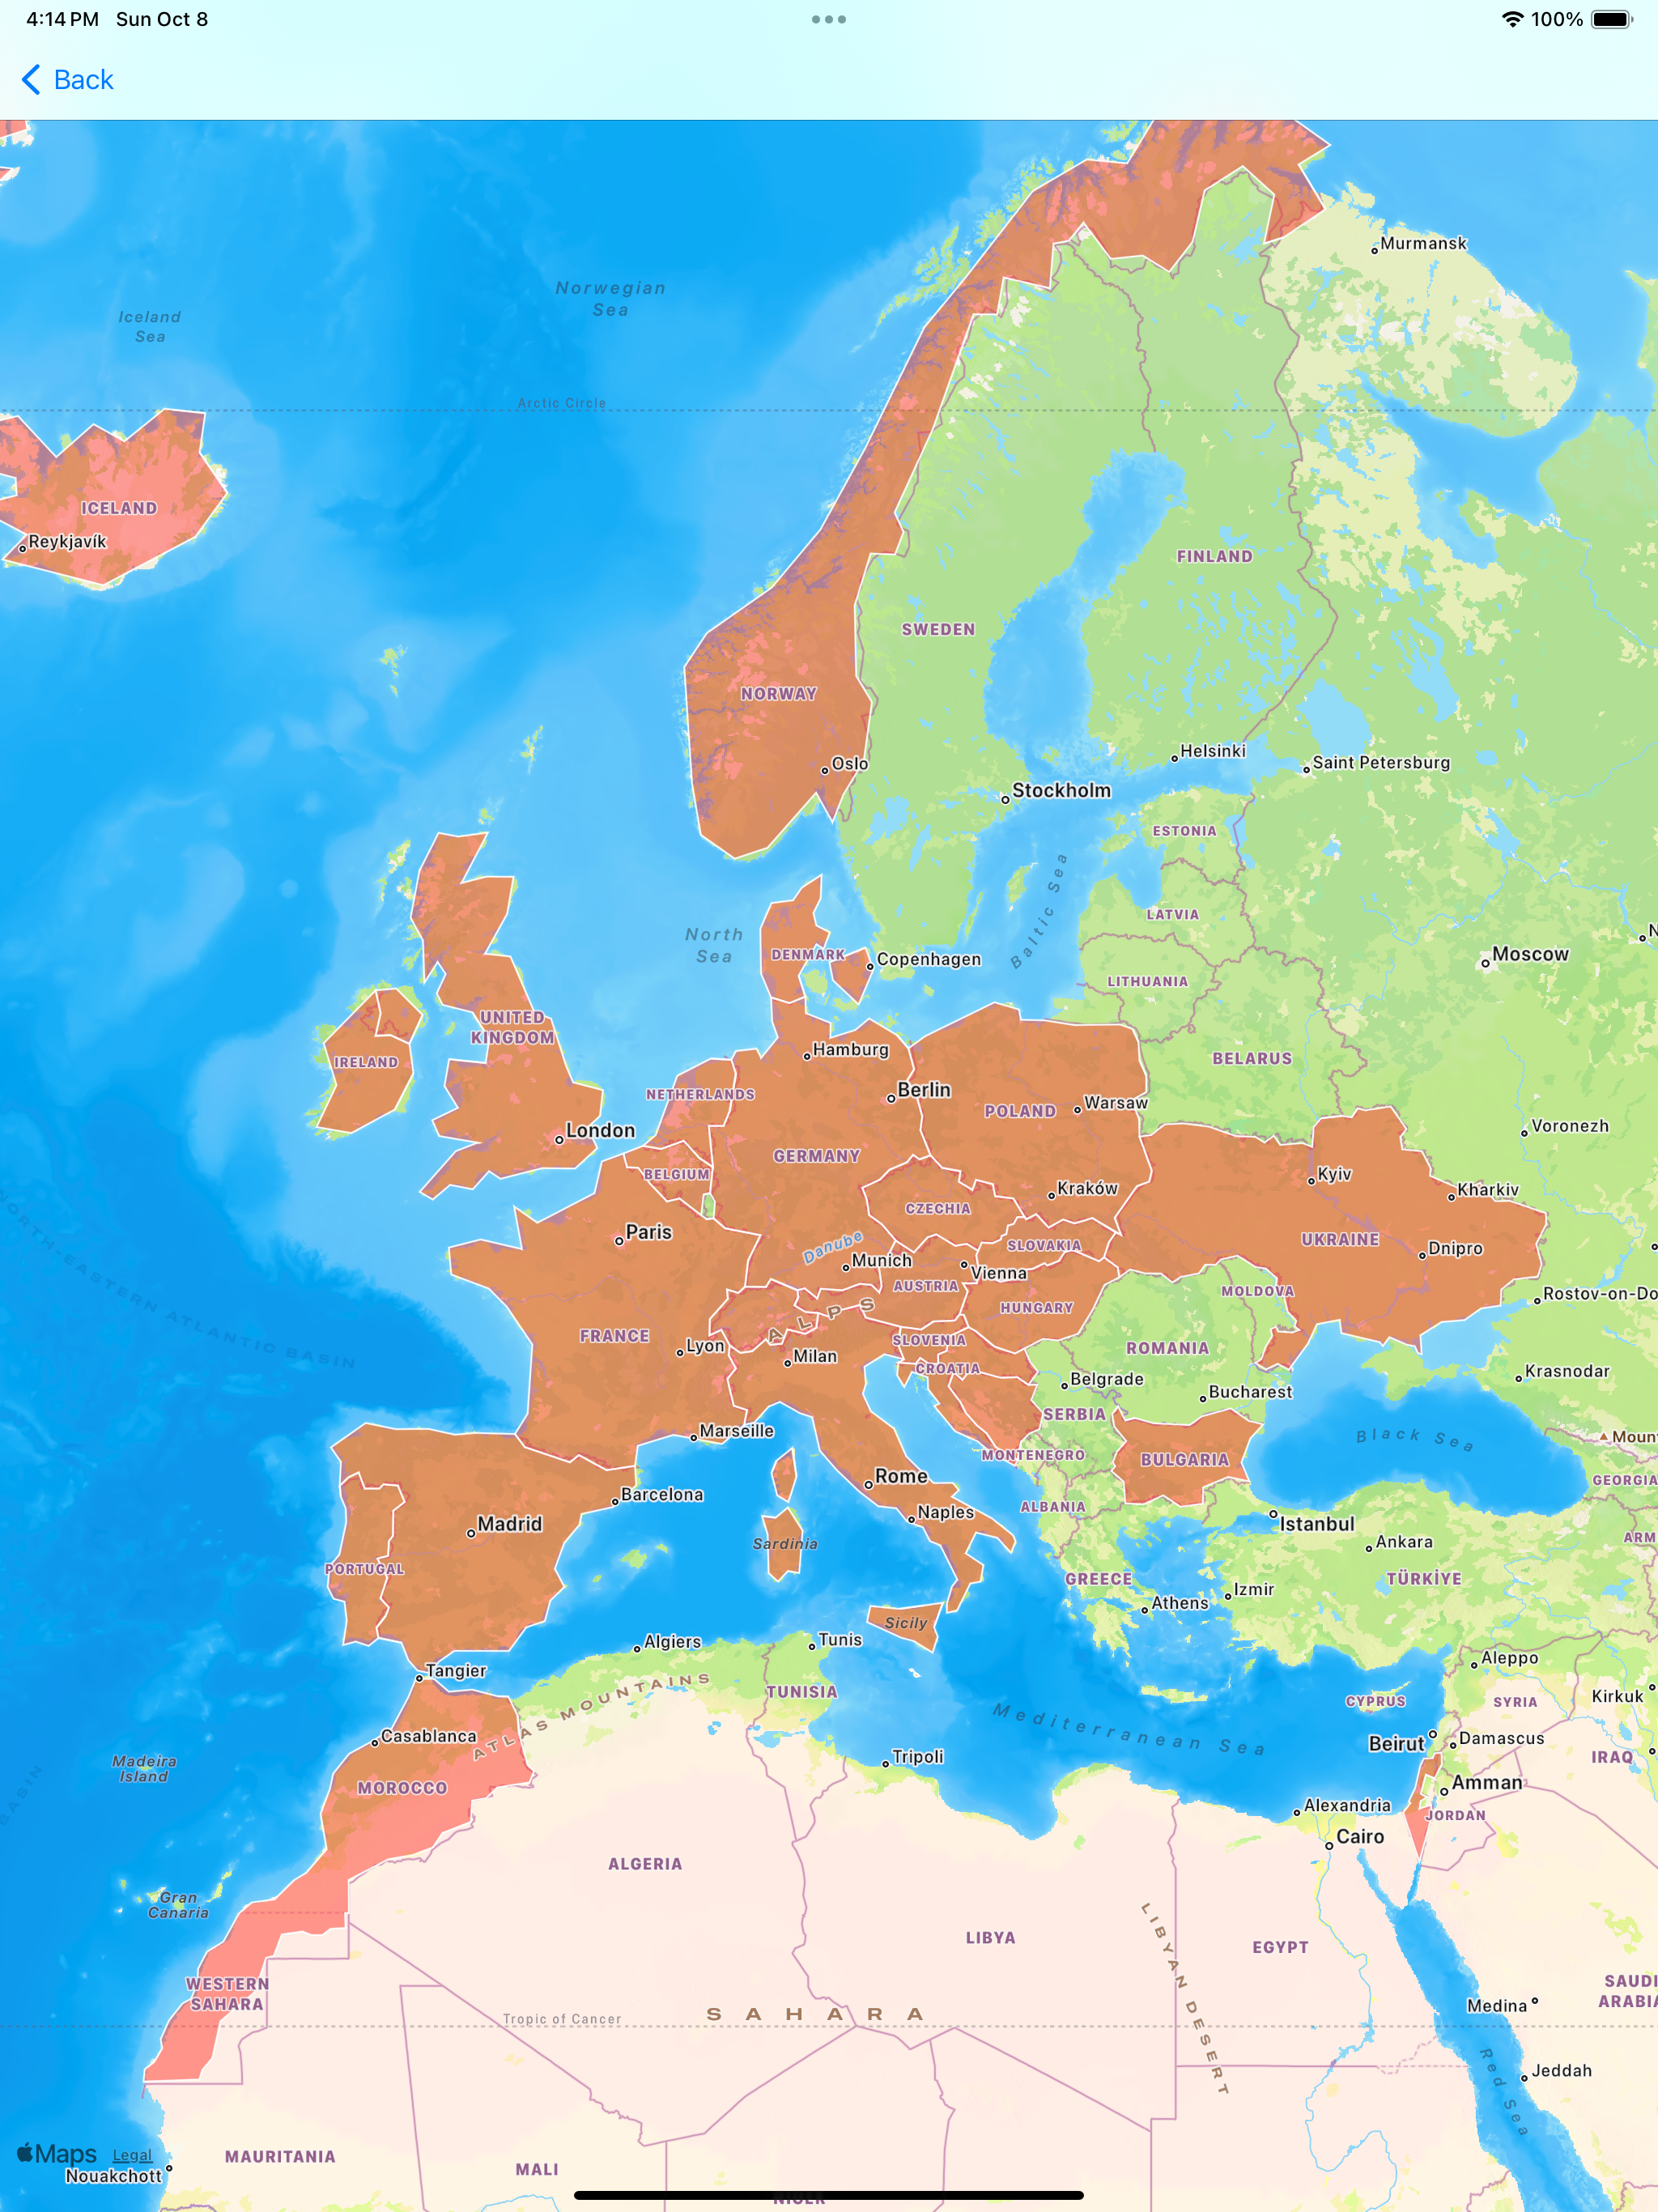 4:14 PM Sun Oct 8
100%
Back
Murmansk
Norwegian
Sea
Iceland
Sea
Arctic Circle
ICELAND
Reykjavík
FINLAND
SWEDEN
NORWAY
Oslo
Helsinki
Saint Petersburg
Stockholm
ESTONIA
Baltic Sea
LATVIA
North
Sea
DENMARK
Copenhagen
Moscow
LITHUANIA
UNITED
KINGDOM
IRELAND
Hamburg
BELARUS
NETHERLANDS
Berlin
POLAND
Warsaw
London
Voronezh
GERMANY
BELGIUM
Kyiv
Kraków
Kharkiv
CZECHIA
NORTH-EASTERN ATLANTIC BASIN
Paris
Danube
SLOVAKIA
UKRAINE
Dnipro
Munich
Vienna
AUSTRIA
MOLDOVA
Rostov-on-Do
HUNGARY
ALPS
FRANCE
Lyon
SLOVENIA
ROMANIA
Milan
CROATIA
Krasnodar
Belgrade
Bucharest
SERBIA
Marseille
Black Sea
Moun
MONTENEGRO
BULGARIA
Rome
GEORGIA
Barcelona
ALBANIA
Naples
Madrid
Istanbul
Sardinia
Ankara
ARM
PORTUGAL
GREECE
TÜRKİYE
Izmir
Athens
Sicily
Algiers
Tunis
Aleppo
Tangier
ATLAS MOUNTAINS
TUNISIA
CYPRUS
SYRIA
Kirkuk
Mediterranean Sea
Casablanca
Beirut
Damascus
Madeira
Island
BASIN
Tripoli
IRAQ
MOROCCO
Amman
Alexandria
JORDAN
Cairo
ALGERIA
Gran
Canaria
LIBYA
EGYPT
LIBYAN DESERT
WESTERN
SAHARA
SAUDI
ARABIA
Medina
Tropic of Cancer
SAHARA
Red Sea
Jeddah
Maps Legal
MAURITANIA
MALI
Nouakchott
NIGER